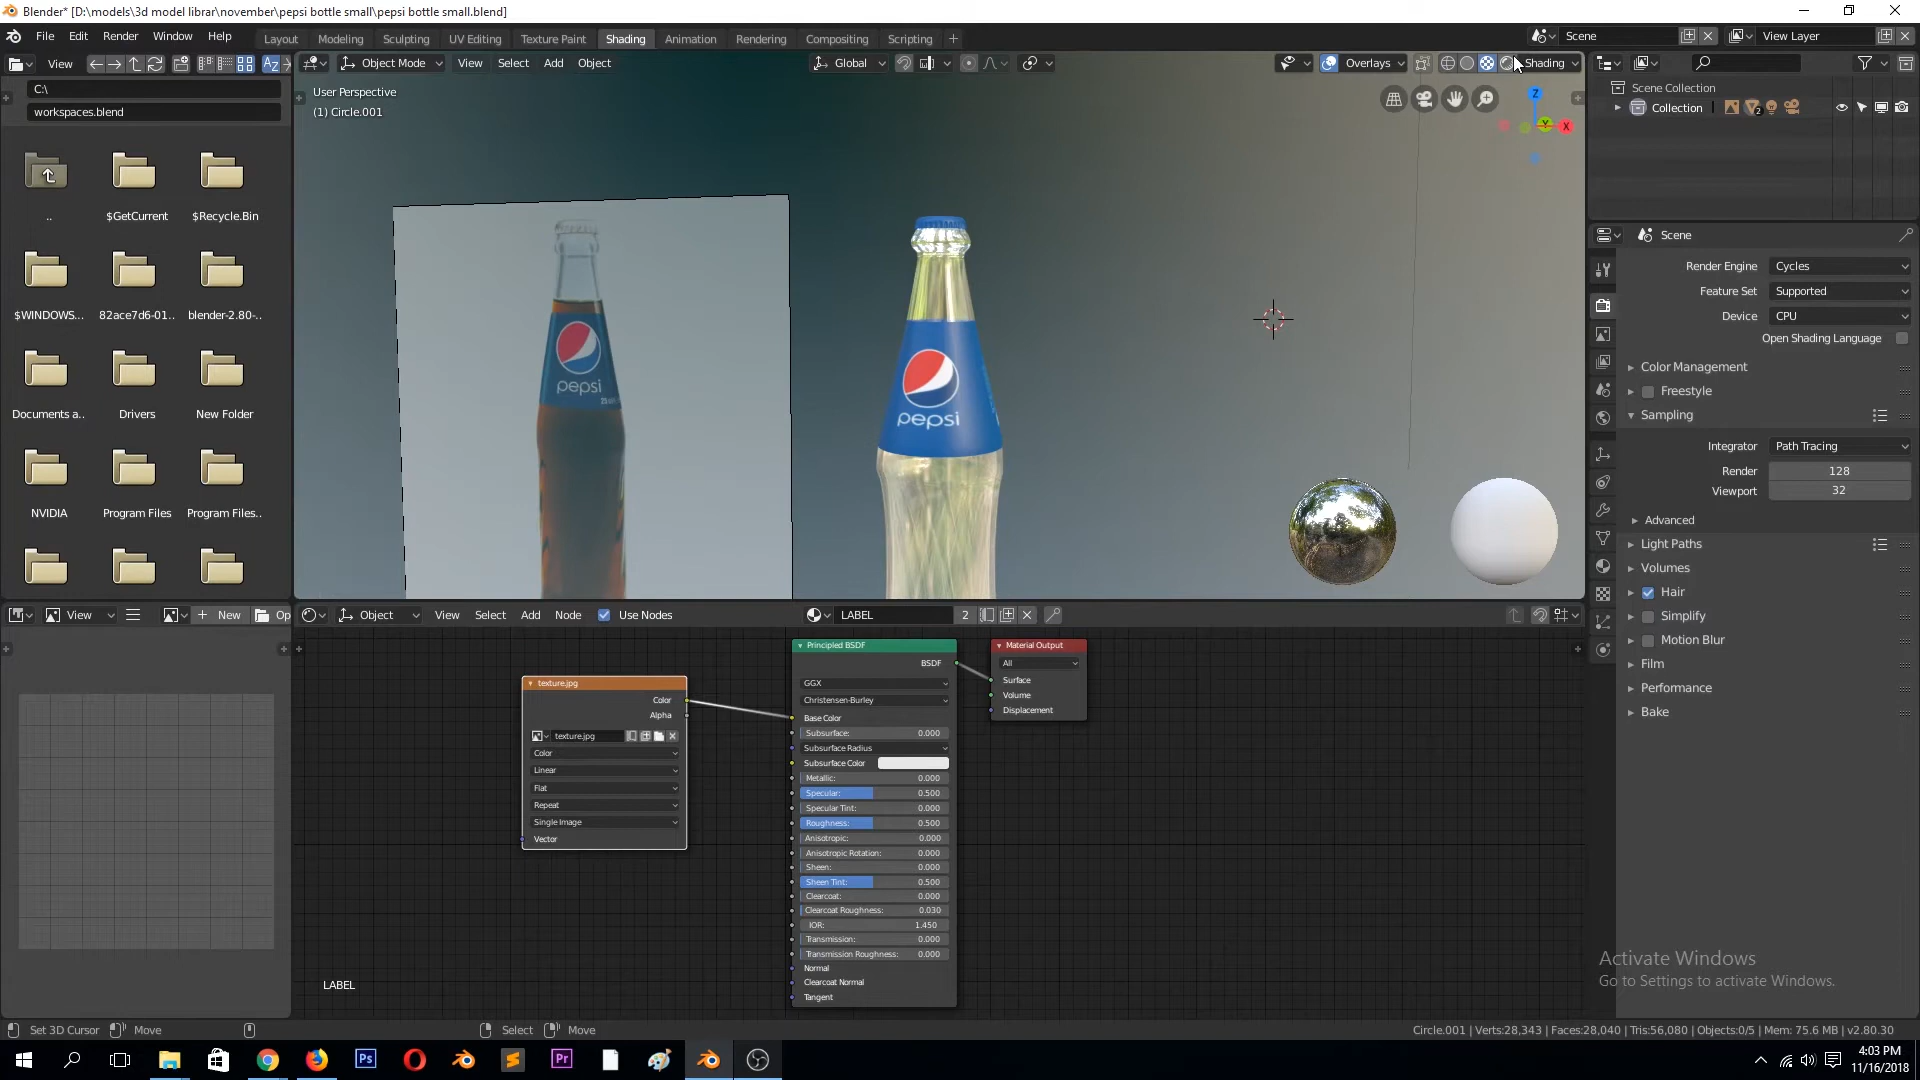 Blender* [D:\models\3d model librar\november\pepsi bottle small\pepsi bottle small.blend]
File Edit Render Window Help
Layout Modeling Sculpting UV Editing Texture Paint Shading Animation Rendering Compositing Scripting
Scene
View Layer
View
Object Mode View Select Add Object
Global
Overlays
Shading
C:\
workspaces.blend
User Perspective
(1) Circle.001
Z
Y
X
Scene Collection
Collection
2
..
$GetCurrent
$Recycle.Bin
$WINDOWS...
82ace7d6-01..
blender-2.80-..
Documents a..
Drivers
New Folder
NVIDIA
Program Files
Program Files..
pepsi
pepsi
Scene
Render Engine Cycles
Feature Set Supported
Device CPU
Open Shading Language
Color Management
Freestyle
Sampling
Integrator Path Tracing
Render 128
Viewport 32
Advanced
Light Paths
Volumes
Hair
Simplify
Motion Blur
Film
Performance
Bake
View
New
Op
Object View Select Add Node Use Nodes
LABEL 2
texture.jpg
Color
Alpha
texture.jpg
Color
Linear
Flat
Repeat
Single Image
Vector
Principled BSDF
BSDF
GGX
Christensen-Burley
Base Color
Subsurface: 0.000
Subsurface Radius
Subsurface Color
Metallic: 0.000
Specular: 0.500
Specular Tint: 0.000
Roughness: 0.500
Anisotropic: 0.000
Anisotropic Rotation: 0.000
Sheen: 0.000
Sheen Tint: 0.500
Clearcoat: 0.000
Clearcoat Roughness: 0.030
IOR: 1.450
Transmission: 0.000
Transmission Roughness: 0.000
Normal
Clearcoat Normal
Tangent
Material Output
All
Surface
Volume
Displacement
LABEL
Activate Windows
Go to Settings to activate Windows.
Set 3D Cursor Move Select Move
Circle.001 | Verts:28,343 | Faces:28,040 | Tris:56,080 | Objects:0/5 | Mem: 75.6 MB | v2.80.30
Ps
Pr
4:03 PM
11/16/2018